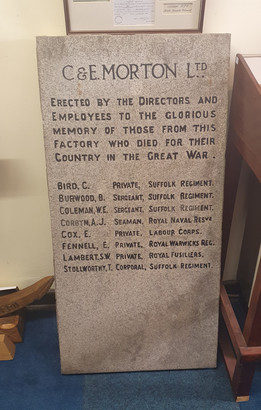 C & E. MORTON LTD
ERECTED BY THE DIRECTORS AND
EMPLOYEES TO THE GLORIOUS
MEMORY OF THOSE FROM THIS
FACTORY WHO DIED FOR THEIR
COUNTRY IN THE GREAT WAR.
BIRD, C. PRIVATE, SUFFOLK REGIMENT.
BURWOOD, B. SERGEANT, SUFFOLK REGIMENT.
COLEMAN, W.E. SERGEANT, SUFFOLK REGIMENT.
CORRYN, A.J. SEAMAN, ROYAL NAVAL RESVE
COX, E. PRIVATE, LABOUR CORPS.
FENNELL, E. PRIVATE, ROYAL WARWICKS REG.
LAMBERT, S.W. PRIVATE, ROYAL FUSILIERS.
STOLLWORTHY, T. CORPORAL, SUFFOLK REGIMENT.